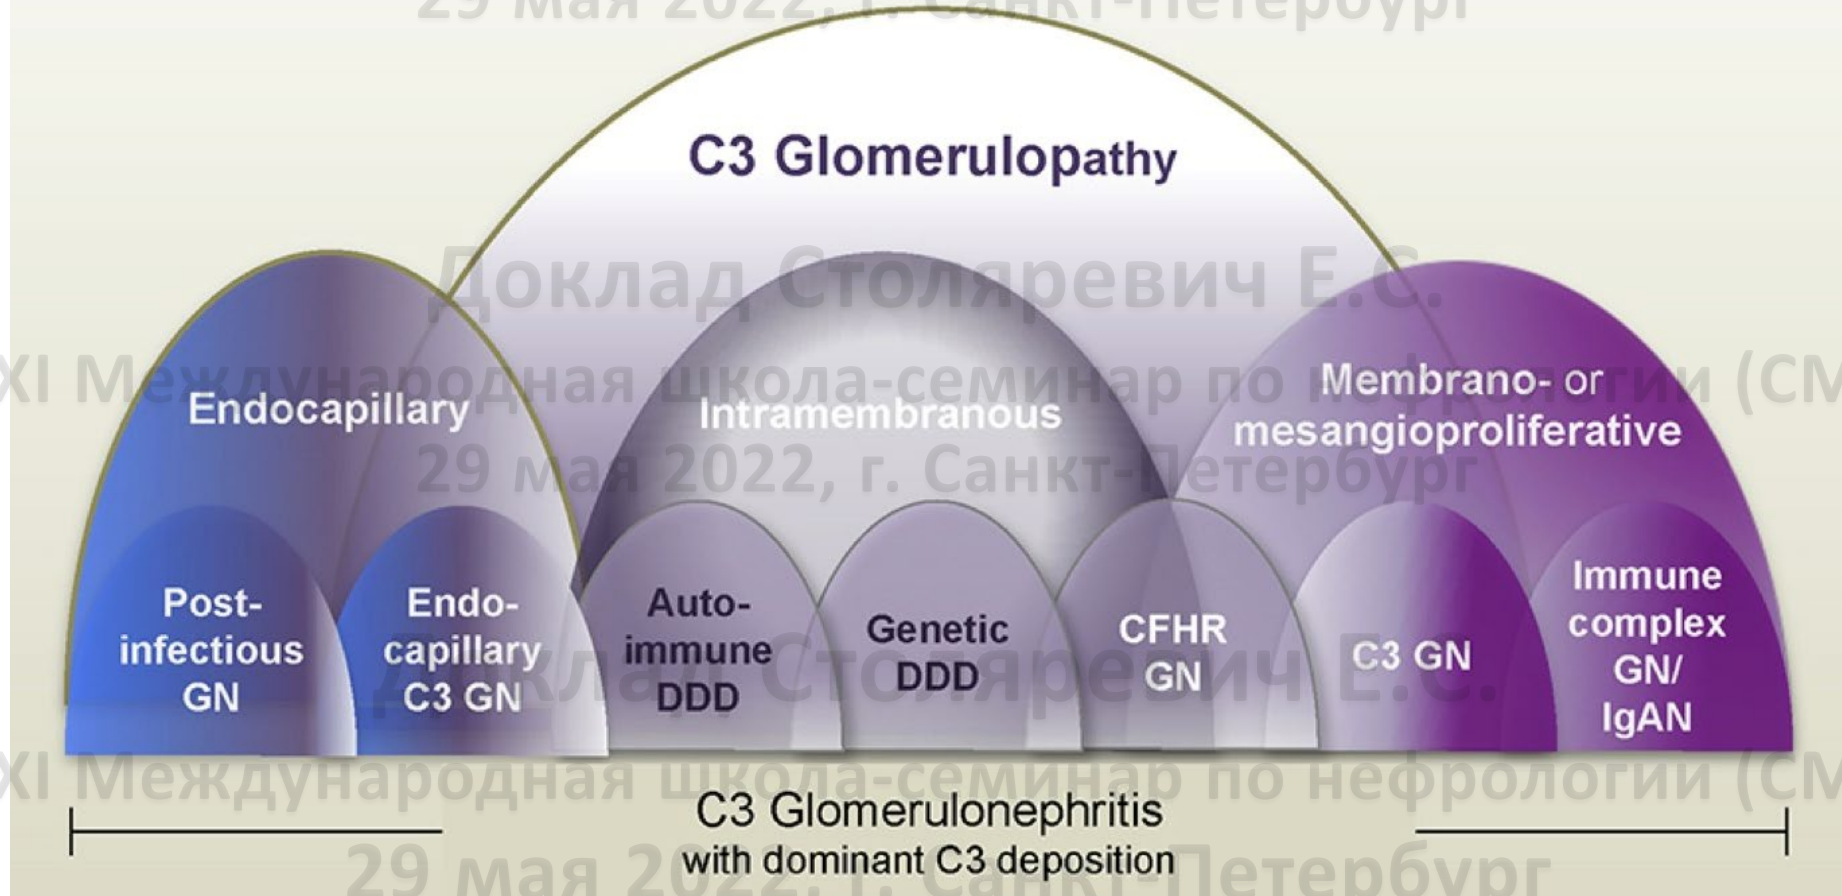 29 мая 2022, г. Санкт-Петербург
C3 Glomerulopathy
Доклад Столяревич Е.С.
XI Международная школа-семинар по нефрологии (СМ
Endocapillary
Intramembranous
Membrano- or
mesangioproliferative
29 мая 2022, г. Санкт-Петербург
Post-
infectious
GN
Endo-
capillary
C3 GN
Auto-
immune
DDD
Genetic
DDD
CFHR
GN
C3 GN
Immune
complex
GN/
IgAN
Доклад Столяревич Е.С.
XI Международная школа-семинар по нефрологии (СМ
C3 Glomerulonephritis
with dominant C3 deposition
29 мая 2022, г. Санкт-Петербург